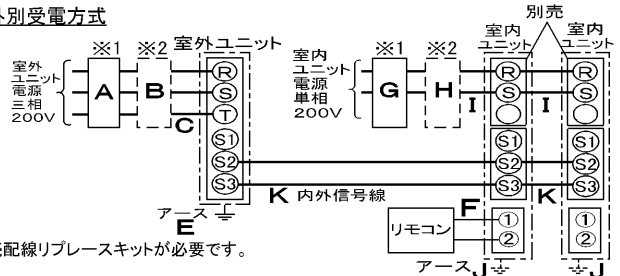 外別受電方式
別売
※1
※2
室外ユニット
室外
ユニット
電源
三相
200V
A
B
C
R
S
T
S1
S2
S3
アース
E
※1
※2
室内
ユニット
電源
単相
200V
G
H
I
I
室内
ユニット
R
S
S1
S2
S3
①
②
室内
ユニット
R
S
S1
S2
S3
①
②
K 内外信号線
K
F
リモコン
アース J
J
配線リプレースキットが必要です。